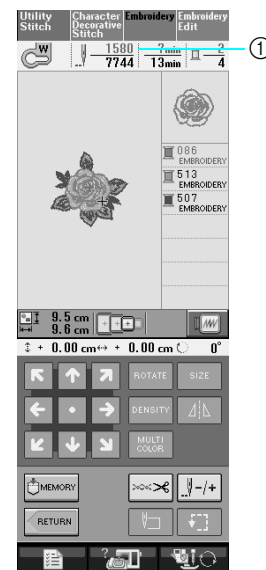 Utility Stitch Character Decorative Stitch Embroidery Embroidery Edit
W 1580 7min 2 ①
7744 13min 4
086
EMBROIDERY
513
EMBROIDERY
507
EMBROIDERY
9.5 cm
9.6 cm
+ 0.00 cm + 0.00 cm 0°
ROTATE SIZE
DENSITY
MULTI COLOR
MEMORY -/+
RETURN